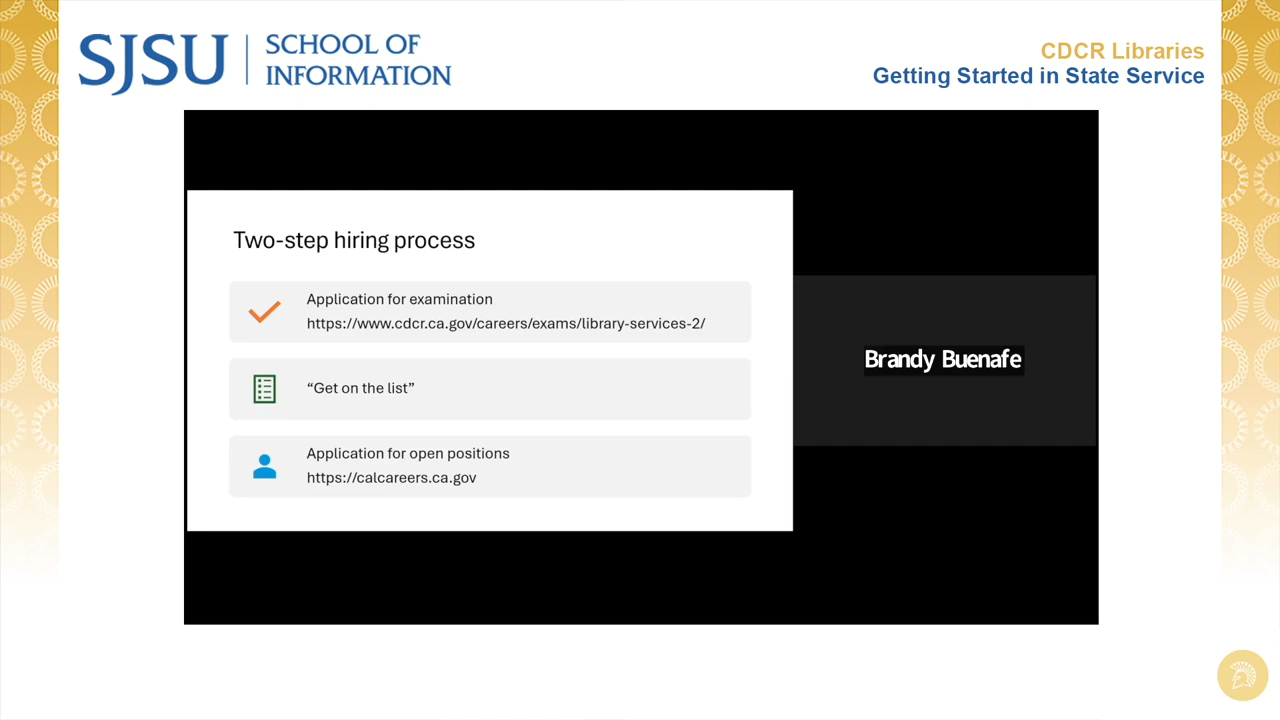 SJSU
SCHOOL OF
INFORMATION
CDCR Libraries
Getting Started in State Service
Two-step hiring process
Application for examination
https://www.cdcr.ca.gov/careers/exams/library-services-2/
“Get on the list”
Application for open positions
https://calcareers.ca.gov
Brandy Buenafe